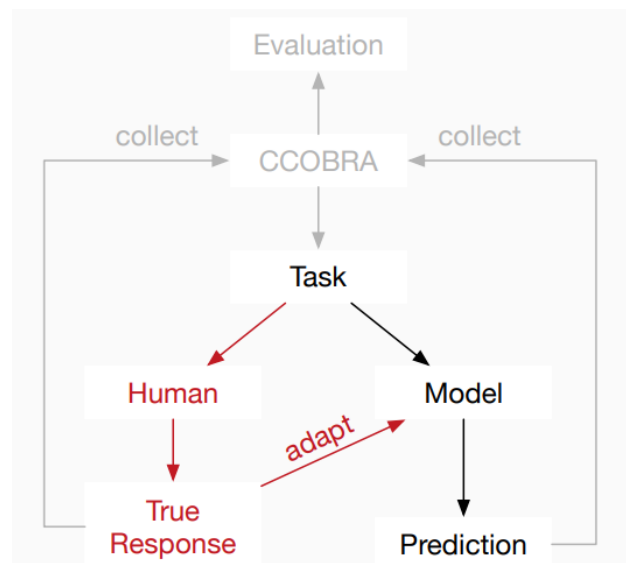 Evaluation
collect
CCOBRA
collect
Task
Human
Model
adapt
True
Response
Prediction